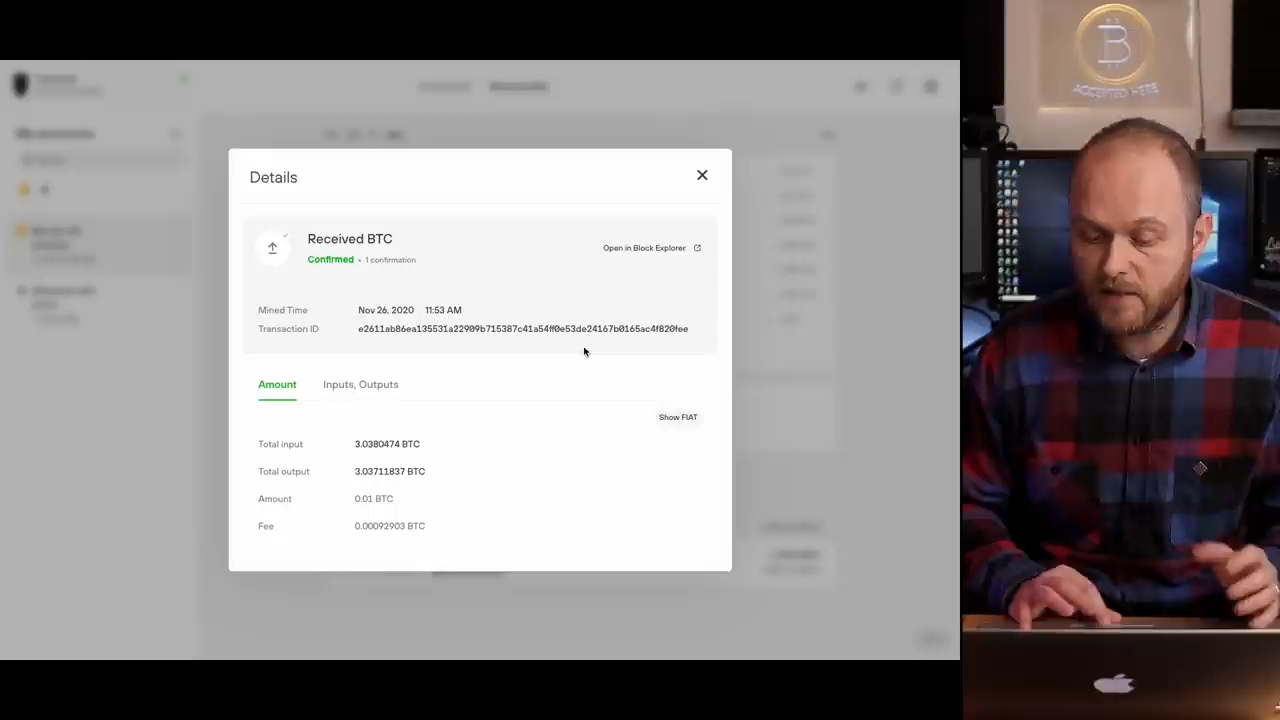 Details
Received BTC
Confirmed • 1 confirmation
Open in Block Explorer
Mined Time Nov 26, 2020 11:53 AM
Transaction ID e2611ab86ea135531a22909b715387c41a54ff0e53de24167b0165ac4f820fee
Amount Inputs, Outputs
Show FIAT
Total input 3.0380474 BTC
Total output 3.03711837 BTC
Amount 0.01 BTC
Fee 0.00092903 BTC
B
ACCEPTED HERE